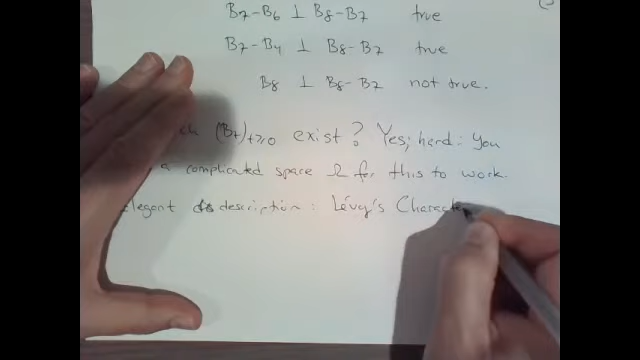 B₇-B₆ ⊥ B₈-B₇ true
B₇-B₄ ⊥ B₈-B₇ true
B₈ ⊥ B₈-B₇ not true.
(Bₜ)ₜ≥₀ exist? Yes; hard: You
a complicated space Ω for this to work.
elegant description: Lévy's Characte